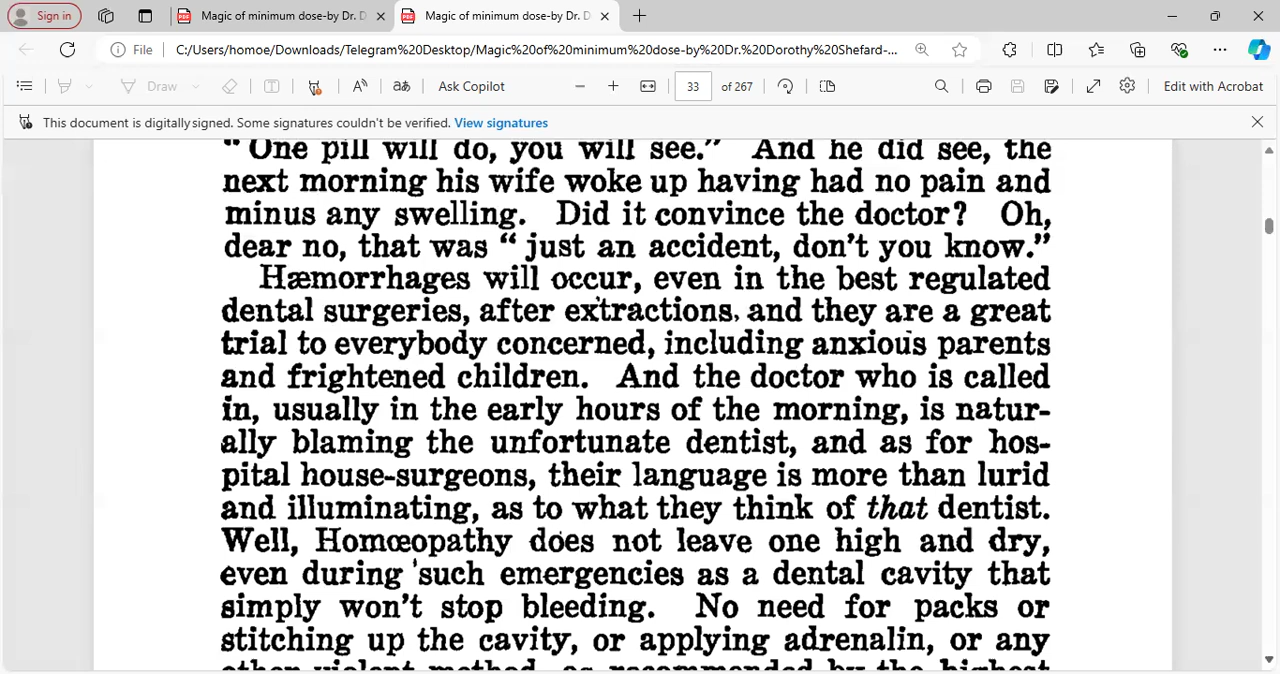 Sign in
Magic of minimum dose-by Dr. D
Magic of minimum dose-by Dr. D
File C:/Users/homoe/Downloads/Telegram%20Desktop/Magic%20of%20minimum%20dose-by%20Dr.%20Dorothy%20Shefard-...
Draw Ask Copilot 33 of 267 Edit with Acrobat
This document is digitally signed. Some signatures couldn't be verified. View signatures
"One pill will do, you will see." And he did see, the
next morning his wife woke up having had no pain and
minus any swelling. Did it convince the doctor? Oh,
dear no, that was "just an accident, don't you know."
Hæmorrhages will occur, even in the best regulated
dental surgeries, after extractions, and they are a great
trial to everybody concerned, including anxious parents
and frightened children. And the doctor who is called
in, usually in the early hours of the morning, is natur-
ally blaming the unfortunate dentist, and as for hos-
pital house-surgeons, their language is more than lurid
and illuminating, as to what they think of that dentist.
Well, Homœopathy does not leave one high and dry,
even during such emergencies as a dental cavity that
simply won't stop bleeding. No need for packs or
stitching up the cavity, or applying adrenalin, or any
other violent method, as recommended by the highest